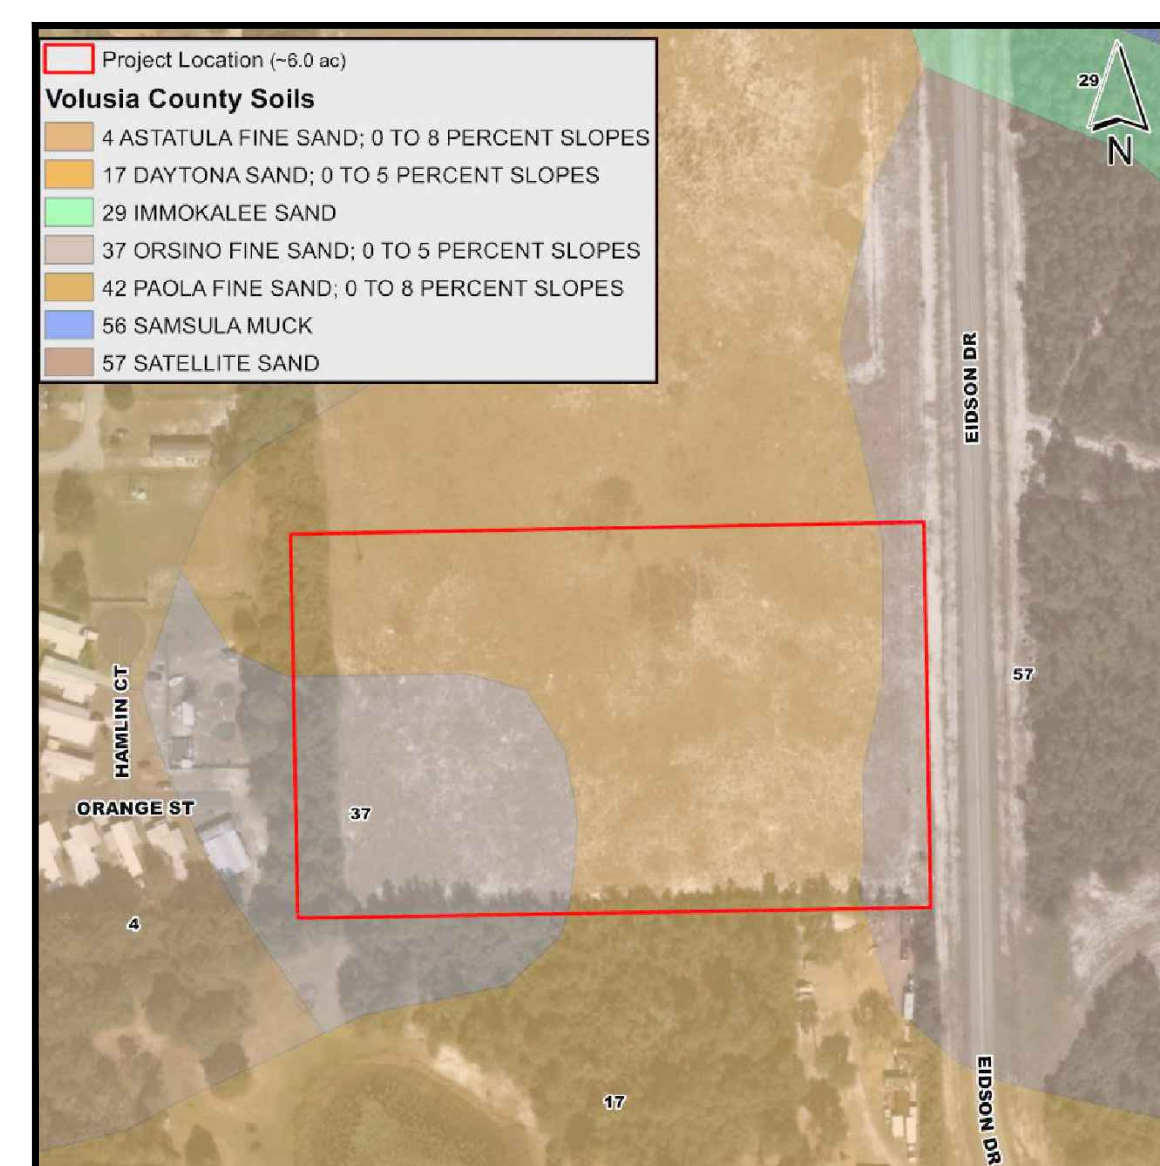 Project Location (~6.0 ac)
Volusia County Soils
4 ASTATULA FINE SAND; 0 TO 8 PERCENT SLOPES
17 DAYTONA SAND; 0 TO 5 PERCENT SLOPES
29 IMMOKALEE SAND
37 ORSINO FINE SAND; 0 TO 5 PERCENT SLOPES
42 PAOLA FINE SAND; 0 TO 8 PERCENT SLOPES
56 SAMSULA MUCK
57 SATELLITE SAND
29
N
EIDSON DR
57
HAMLIN CT
ORANGE ST
37
4
17
EIDSON DR